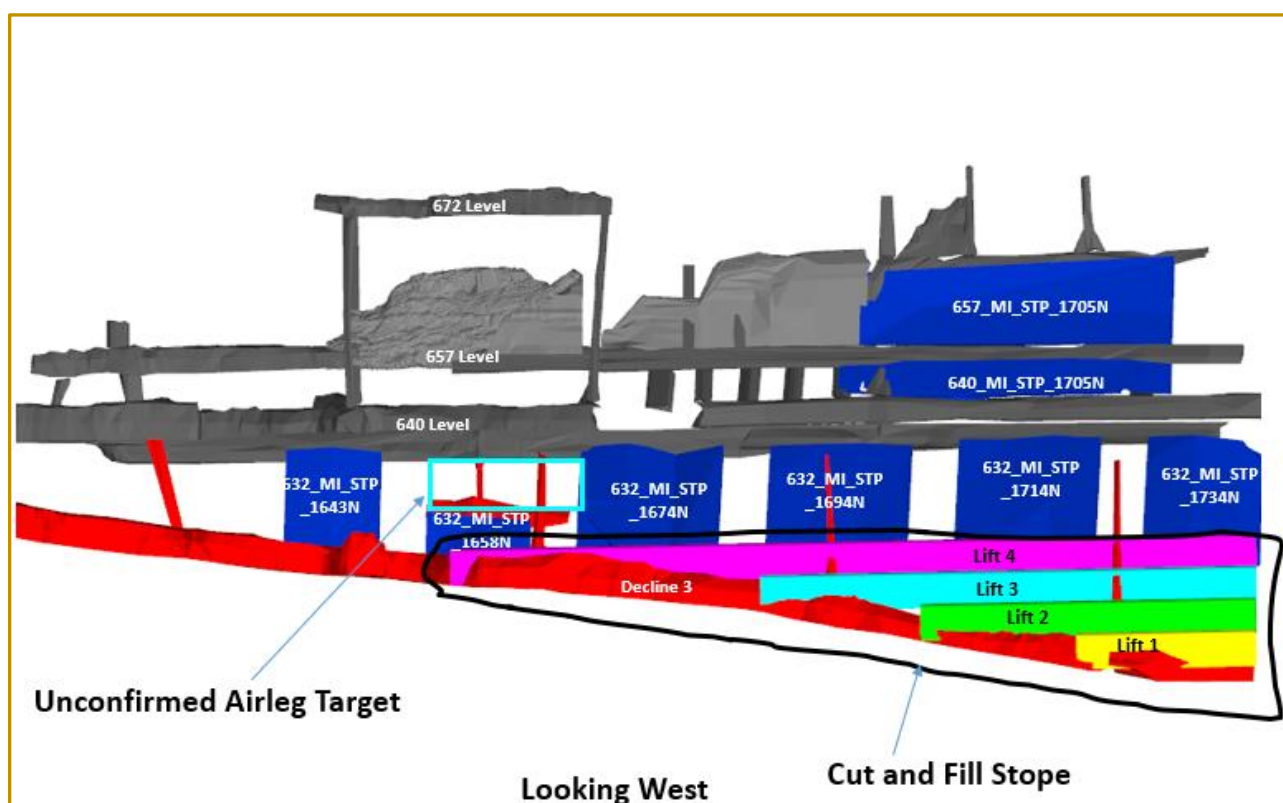 672 Level
657_MI_STP_1705N
657 Level
640_MI_STP_1705N
640 Level
632_MI_STP
_1643N
632_MI_STP
_1658N
632_MI_STP
_1674N
632_MI_STP
_1694N
632_MI_STP
_1714N
632_MI_STP
_1734N
Lift 4
Decline 3
Lift 3
Lift 2
Lift 1
Unconfirmed Airleg Target
Cut and Fill Stope
Looking West